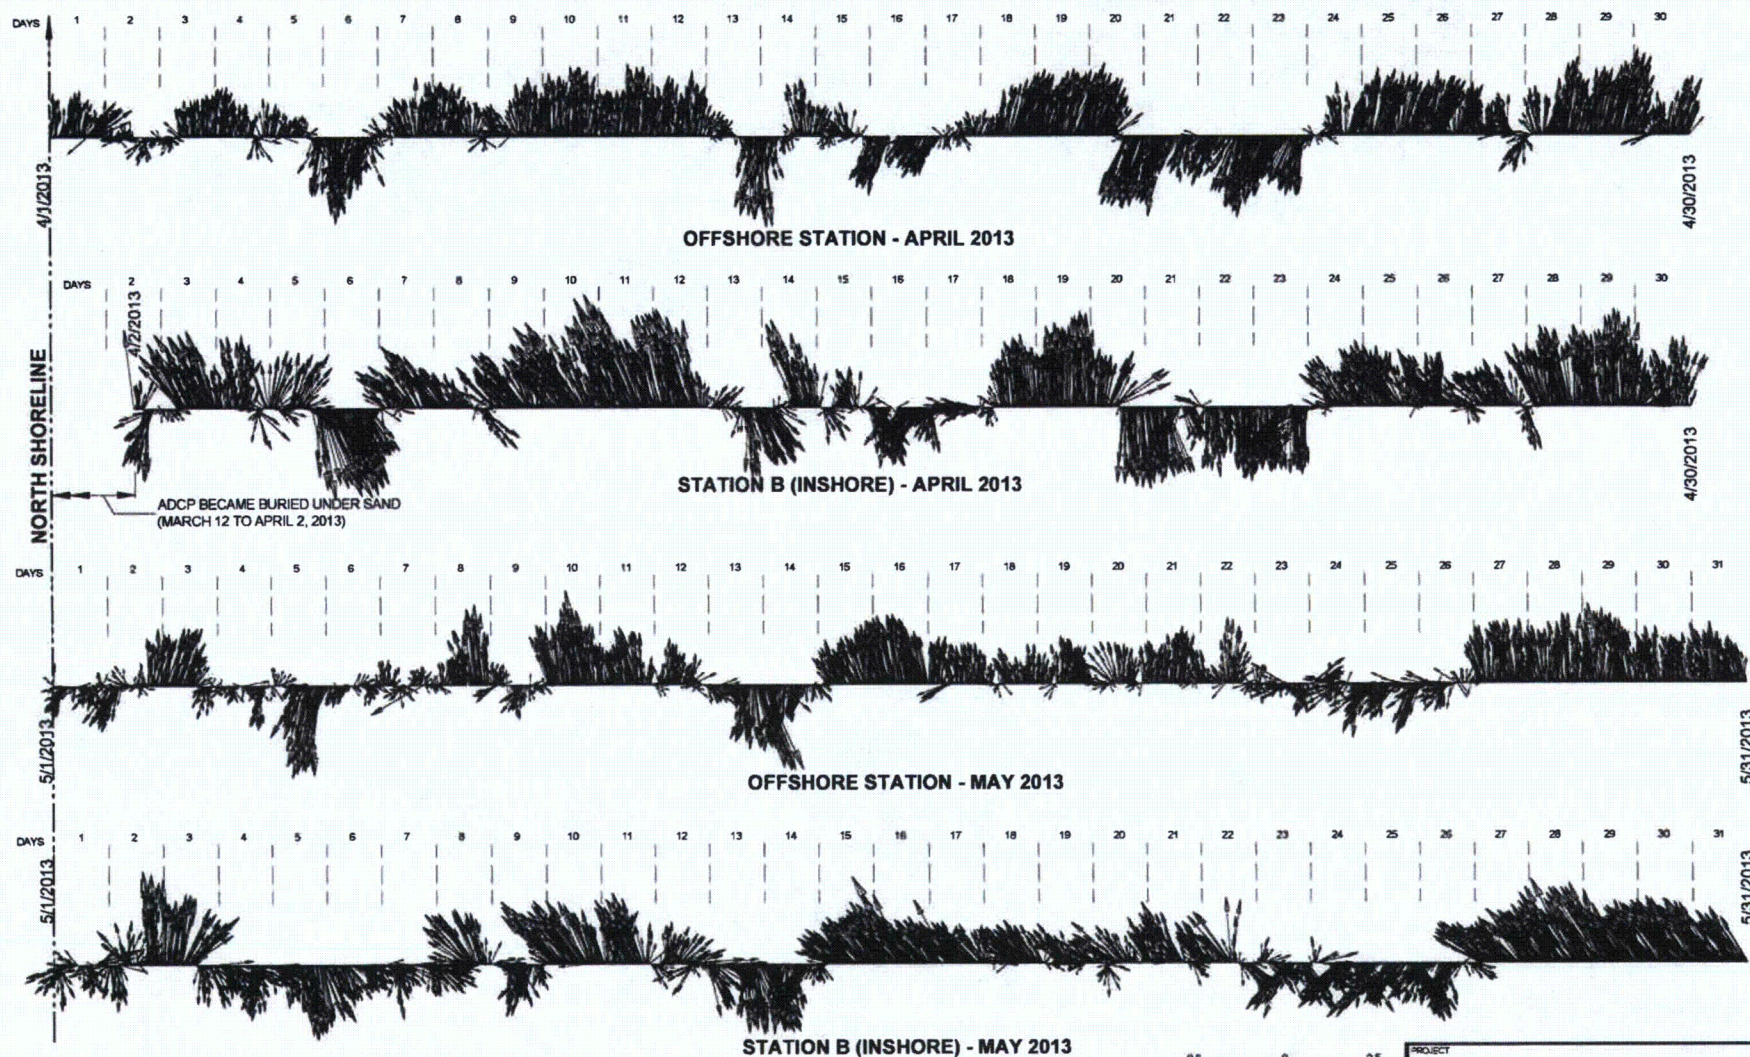 DAYS 1 2 3 4 5 6 7 8 9 10 11 12 13 14 15 16 17 18 19 20 21 22 23 24 25 26 27 28 29 30
4/1/2013
4/30/2013
OFFSHORE STATION - APRIL 2013
DAYS 2 3 4 5 6 7 8 9 10 11 12 13 14 15 16 17 18 19 20 21 22 23 24 25 26 27 28 29 30
4/2/2013
4/30/2013
STATION B (INSHORE) - APRIL 2013
ADCP BECAME BURIED UNDER SAND
(MARCH 12 TO APRIL 2, 2013)
NORTH SHORELINE
DAYS 1 2 3 4 5 6 7 8 9 10 11 12 13 14 15 16 17 18 19 20 21 22 23 24 25 26 27 28 29 30 31
5/1/2013
5/31/2013
OFFSHORE STATION - MAY 2013
DAYS 1 2 3 4 5 6 7 8 9 10 11 12 13 14 15 16 17 18 19 20 21 22 23 24 25 26 27 28 29 30 31
5/1/2013
5/31/2013
STATION B (INSHORE) - MAY 2013
PROJECT